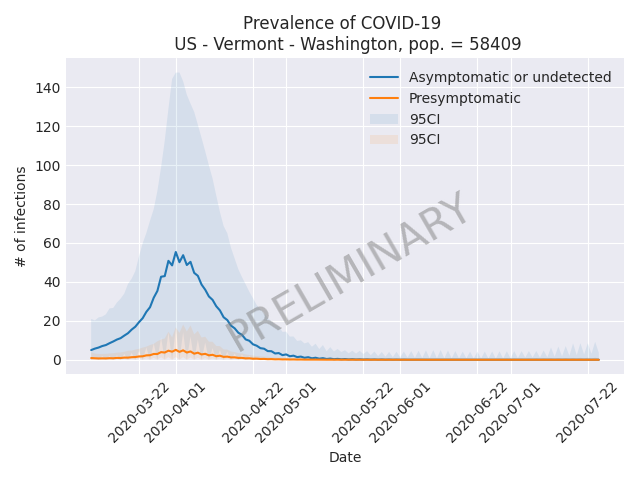 Prevalence of COVID-19
US - Vermont - Washington, pop. = 58409
Asymptomatic or undetected
Presymptomatic
95CI
95CI
PRELIMINARY
# of infections
140
120
100
80
60
40
20
0
2020-03-22
2020-04-01
2020-04-22
2020-05-01
2020-05-22
2020-06-01
2020-06-22
2020-07-01
2020-07-22
Date